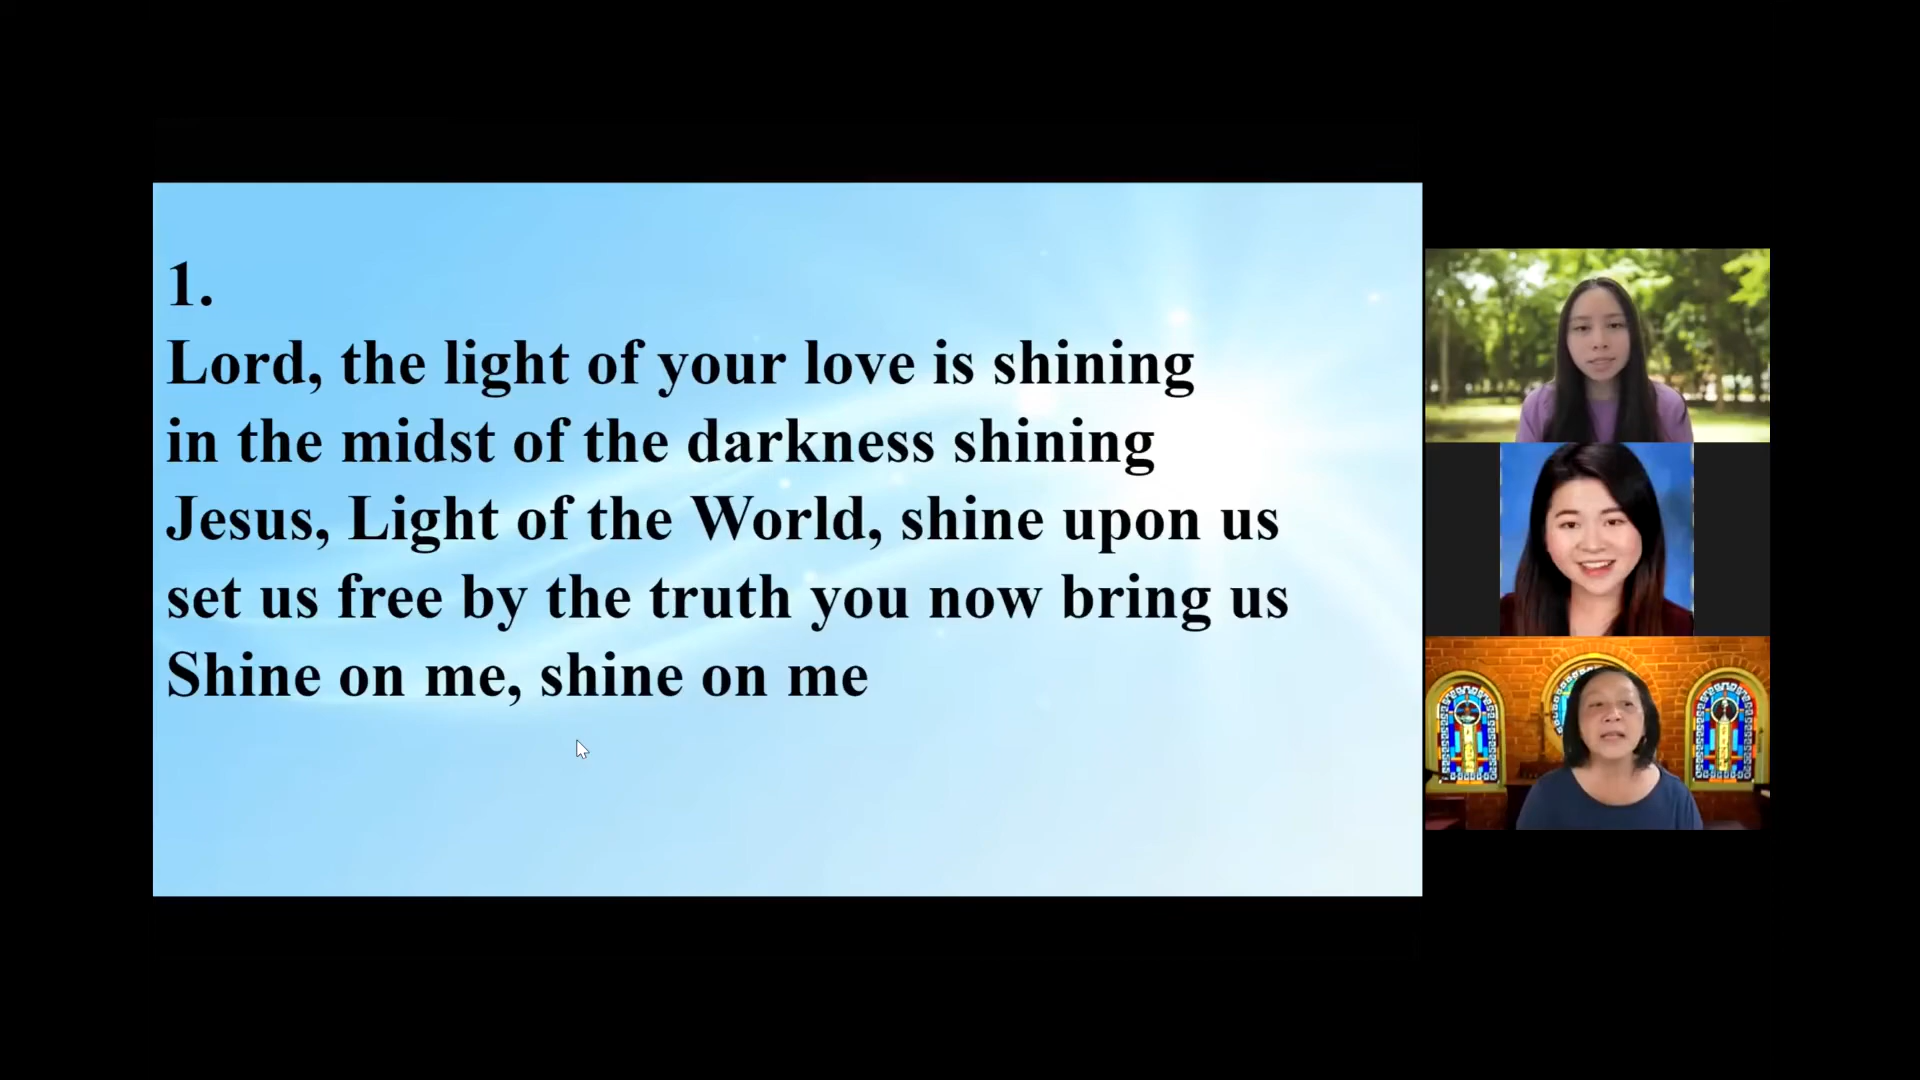 1.
Lord, the light of your love is shining
in the midst of the darkness shining
Jesus, Light of the World, shine upon us
set us free by the truth you now bring us
Shine on me, shine on me